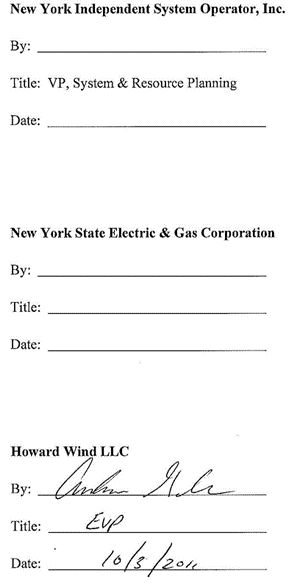 New York Independent System Operator, Inc.
By:
Title: VP, System & Resource Planning
Date:
New York State Electric & Gas Corporation
By:
Title:
Date:
Howard Wind LLC
By:
Title: EVP
Date: 10/3/2011